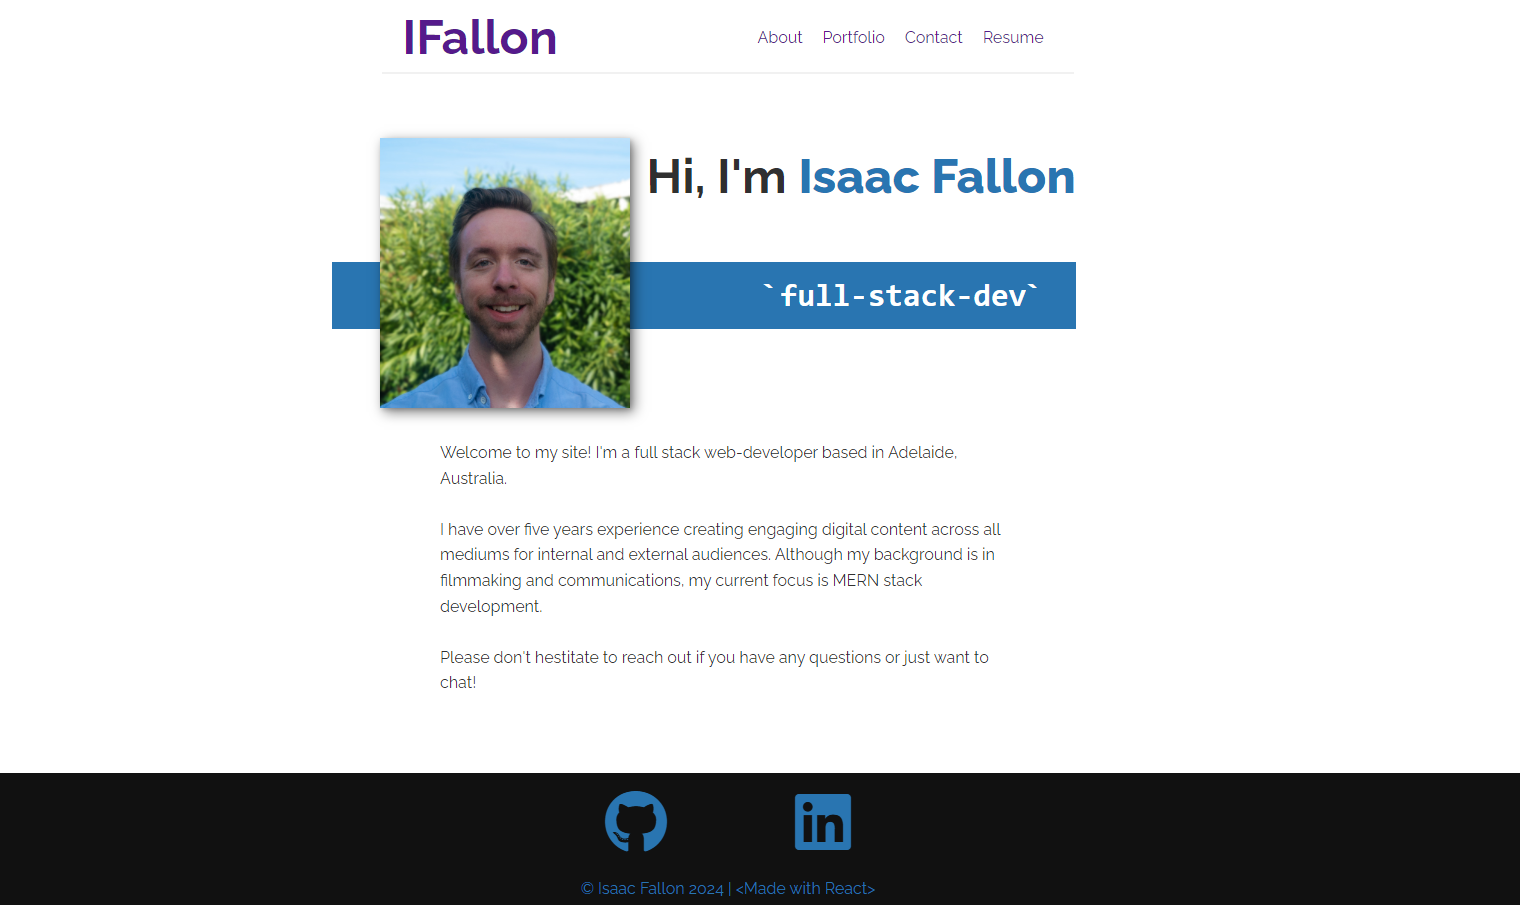 IFallon
About Portfolio Contact Resume
Hi, I'm Isaac Fallon
`full-stack-dev`
Welcome to my site! I'm a full stack web-developer based in Adelaide,
Australia.
I have over five years experience creating engaging digital content across all
mediums for internal and external audiences. Although my background is in
filmmaking and communications, my current focus is MERN stack
development.
Please don't hestitate to reach out if you have any questions or just want to
chat!
in
© Isaac Fallon 2024 | <Made with React>